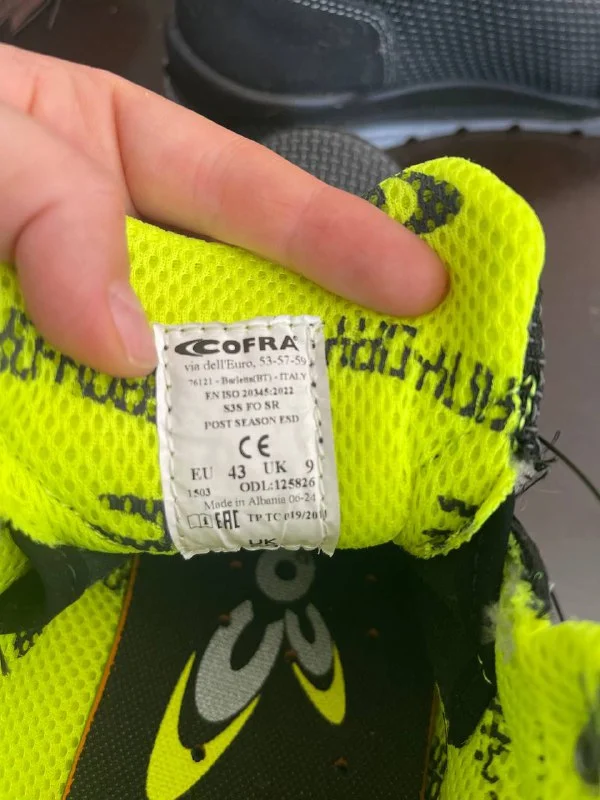 COFRA
via dell'Euro, 53-57-59
76121 - Barletta(BT) - ITALY
EN ISO 20345:2022
S3S FO SR
POST SEASON ESD
CE
EU 43 UK 9
1503 ODL:125826
Made in Albania 06-24
EAC TP TC 019/2011
UK